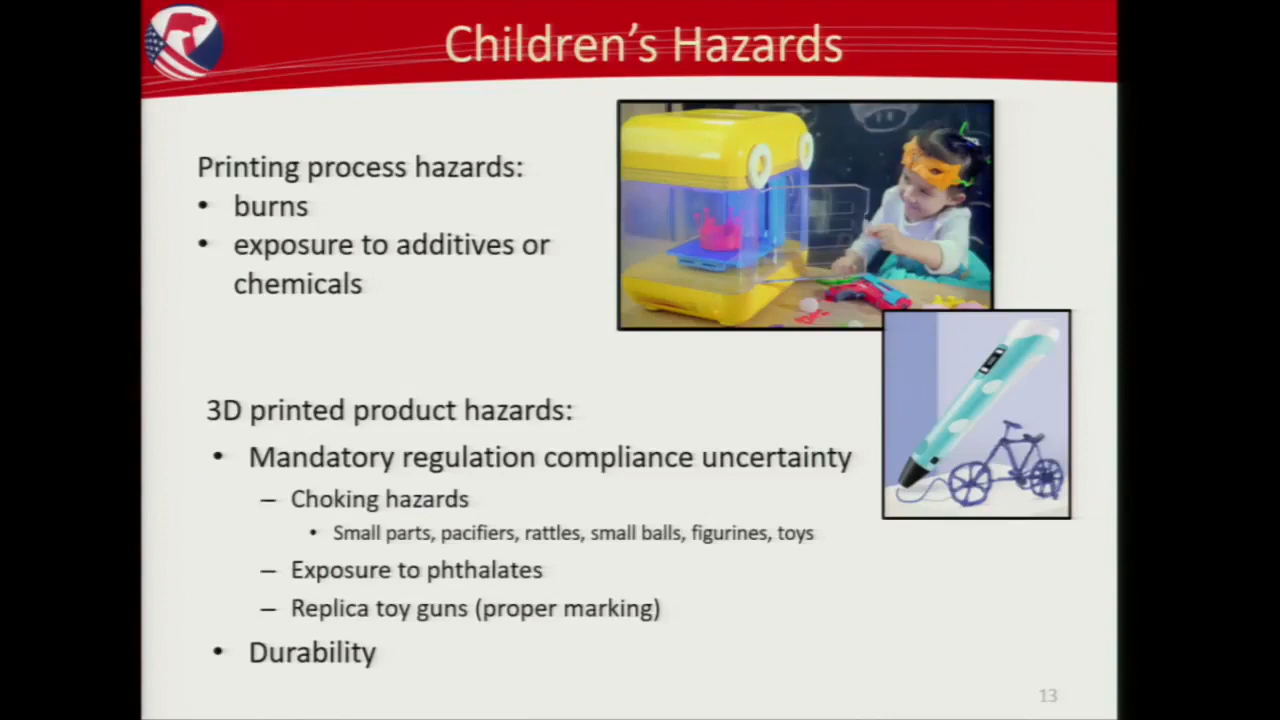 Children's Hazards
Printing process hazards:
• burns
• exposure to additives or
chemicals
3D printed product hazards:
• Mandatory regulation compliance uncertainty
– Choking hazards
• Small parts, pacifiers, rattles, small balls, figurines, toys
– Exposure to phthalates
– Replica toy guns (proper marking)
• Durability
13